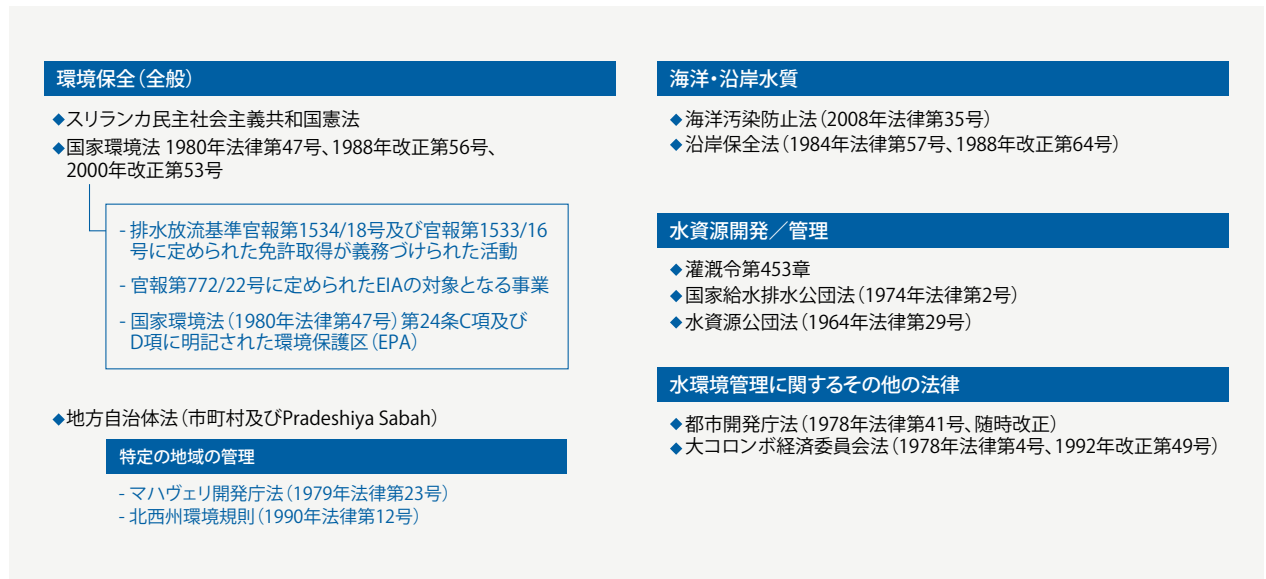 環境保全（全般）
◆スリランカ民主社会主義共和国憲法
◆国家環境法 1980年法律第47号、1988年改正第56号、
2000年改正第53号
- 排水放流基準官報第1534/18号及び官報第1533/16
号に定められた免許取得が義務づけられた活動
- 官報第772/22号に定められたEIAの対象となる事業
- 国家環境法（1980年法律第47号）第24条C項及び
D項に明記された環境保護区（EPA）
◆地方自治体法（市町村及びPradeshiya Sabah）
特定の地域の管理
- マハヴェリ開発庁法（1979年法律第23号）
- 北西州環境規則（1990年法律第12号）
海洋・沿岸水質
◆海洋汚染防止法（2008年法律第35号）
◆沿岸保全法（1984年法律第57号、1988年改正第64号）
水資源開発／管理
◆灌漑令第453章
◆国家給水排水公団法（1974年法律第2号）
◆水資源公団法（1964年法律第29号）
水環境管理に関するその他の法律
◆都市開発庁法（1978年法律第41号、随時改正）
◆大コロンボ経済委員会法（1978年法律第4号、1992年改正第49号）